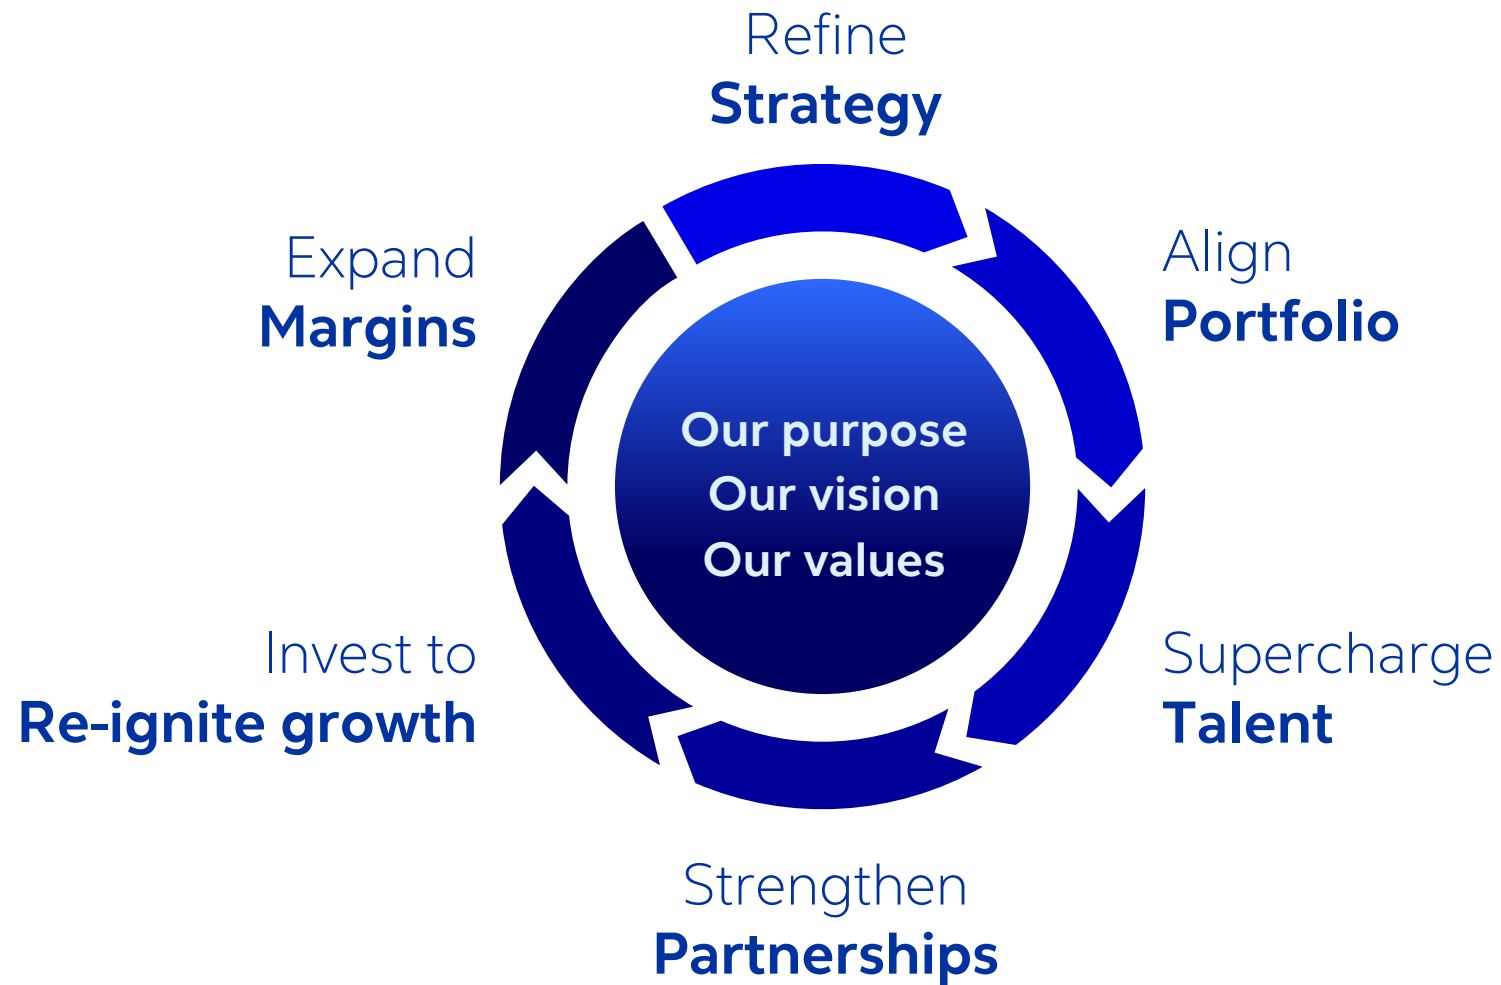 Refine
Strategy
Align
Portfolio
Supercharge
Talent
Strengthen
Partnerships
Invest to
Re-ignite growth
Expand
Margins
Our purpose
Our vision
Our values